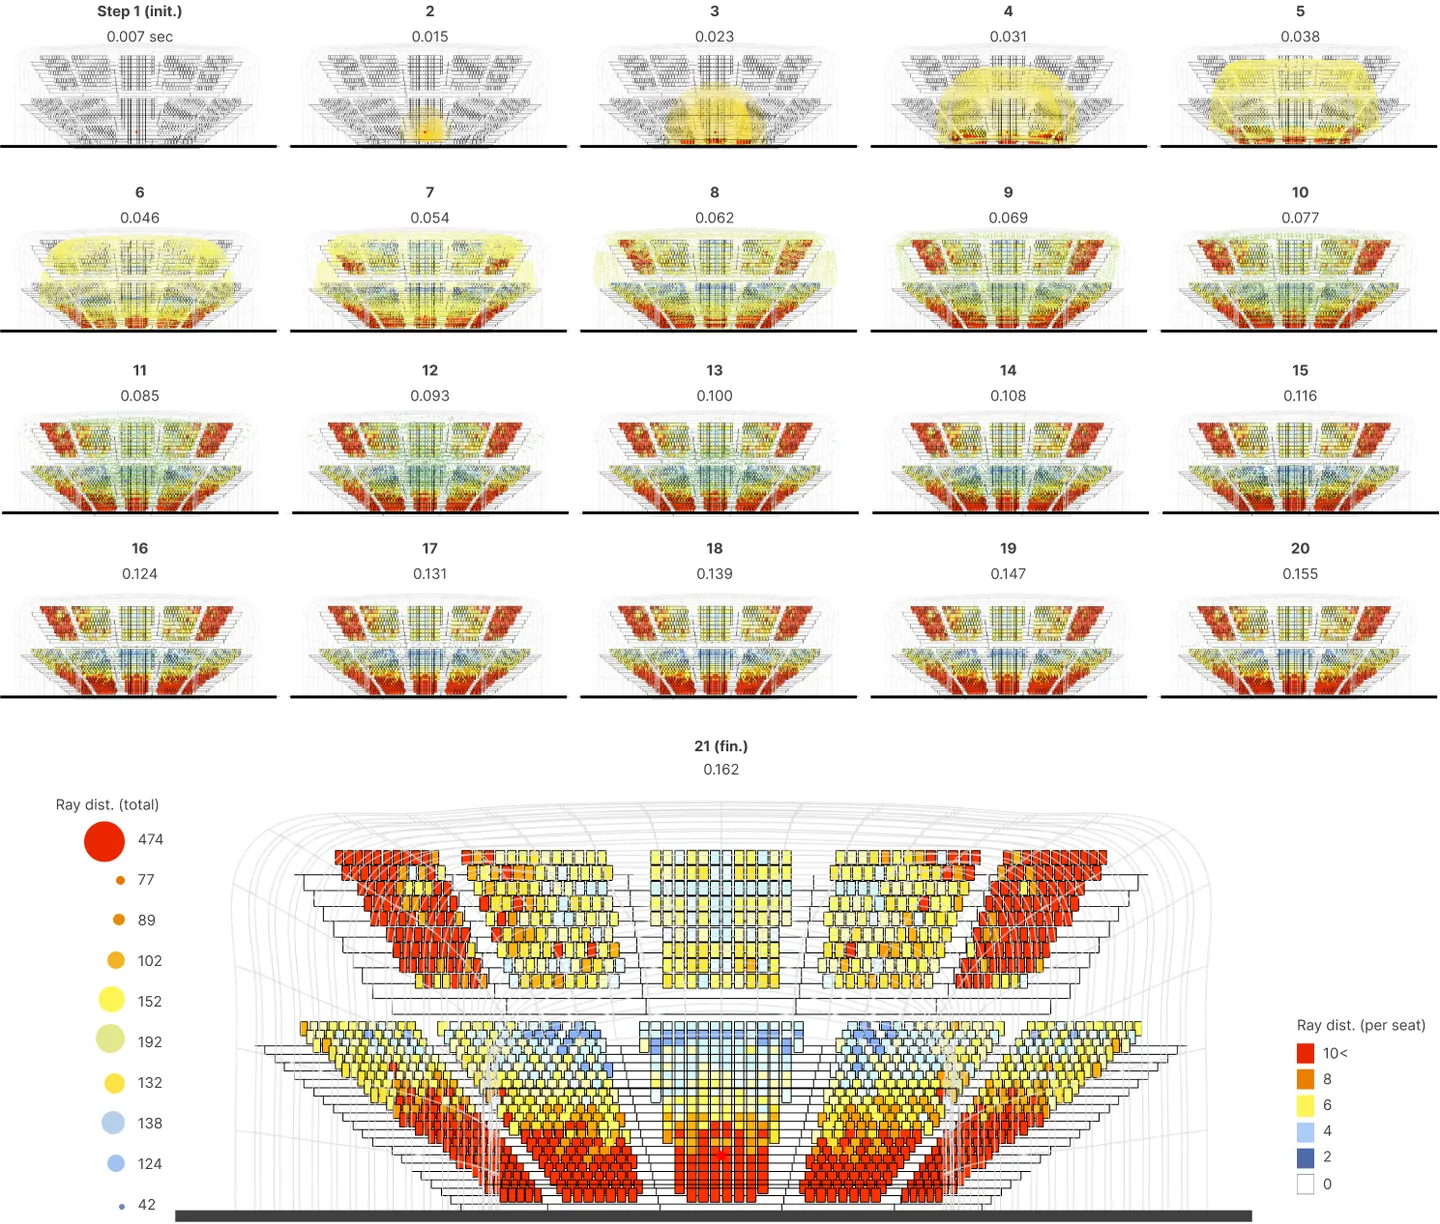 Step 1 (init.) 2 3 4 5
0.007 sec 0.015 0.023 0.031 0.038
6 7 8 9 10
0.046 0.054 0.062 0.069 0.077
11 12 13 14 15
0.085 0.093 0.100 0.108 0.116
16 17 18 19 20
0.124 0.131 0.139 0.147 0.155
21 (fin.)
0.162
Ray dist. (total)
474
77
89
102
152
192
132
138
124
42
Ray dist. (per seat)
10<
8
6
4
2
0